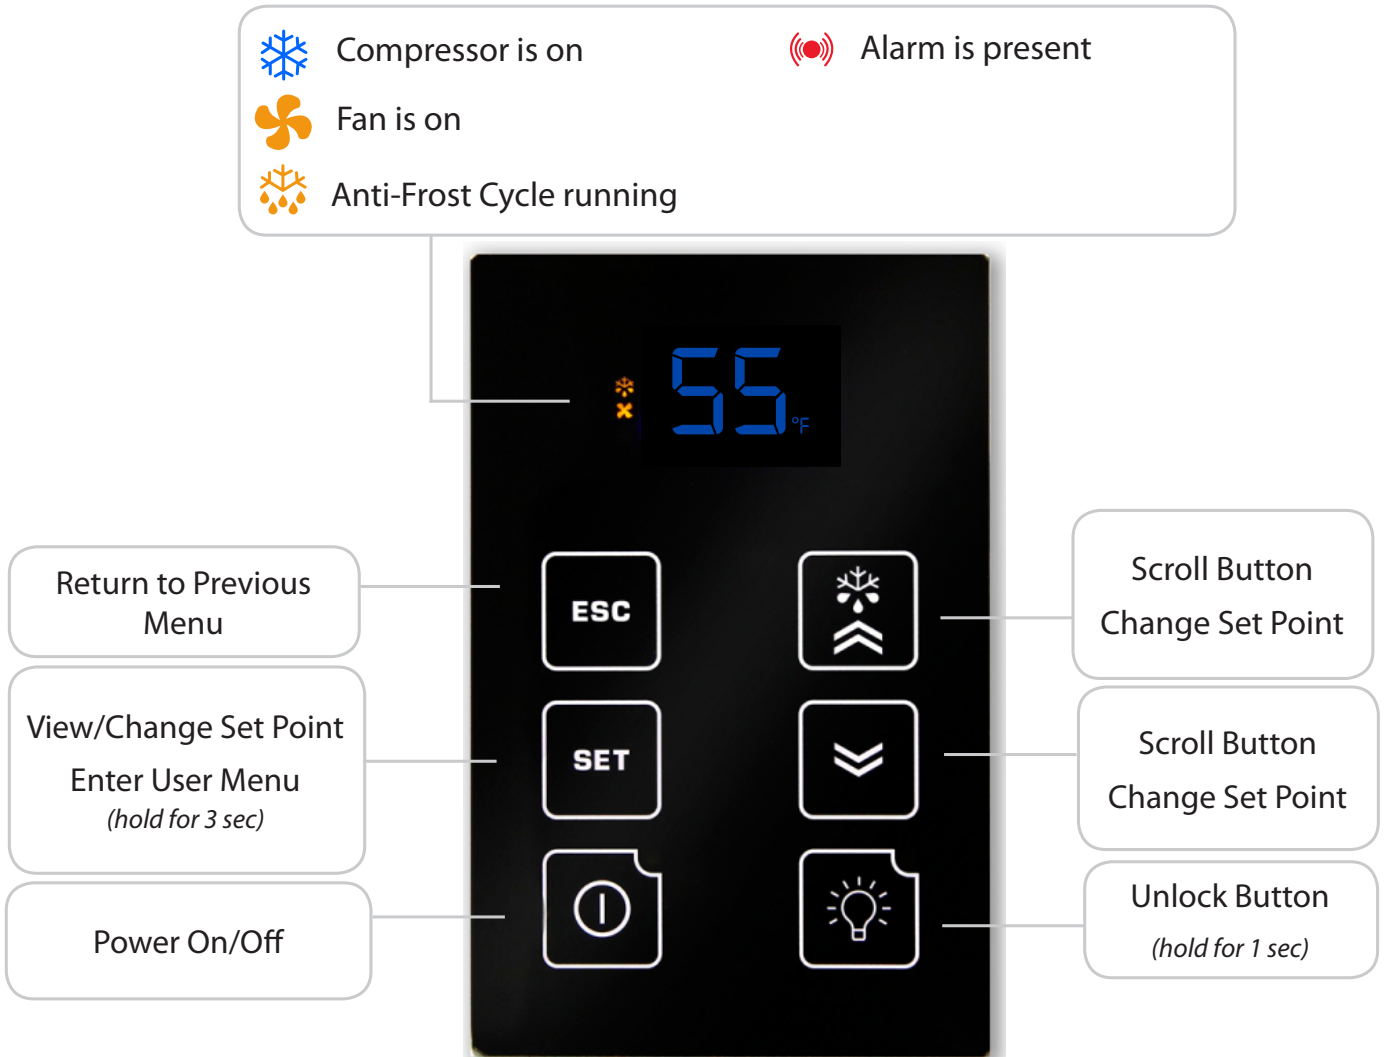 Compressor is on
Alarm is present
Fan is on
Anti-Frost Cycle running
55 °F
Return to Previous
Menu
ESC
Scroll Button
Change Set Point
View/Change Set Point
Enter User Menu
(hold for 3 sec)
SET
Scroll Button
Change Set Point
Power On/Off
Unlock Button
(hold for 1 sec)